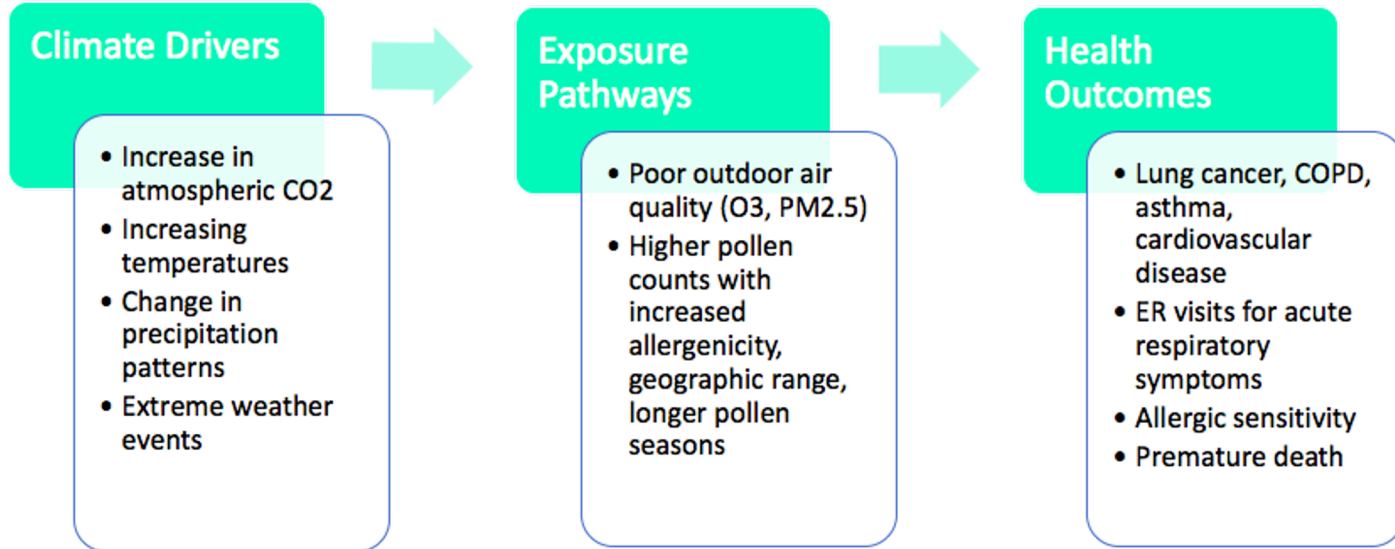 Climate Drivers
• Increase in
atmospheric CO2
• Increasing
temperatures
• Change in
precipitation
patterns
• Extreme weather
events
Exposure
Pathways
• Poor outdoor air
quality (O3, PM2.5)
• Higher pollen
counts with
increased
allergenicity,
geographic range,
longer pollen
seasons
Health
Outcomes
• Lung cancer, COPD,
asthma,
cardiovascular
disease
• ER visits for acute
respiratory
symptoms
• Allergic sensitivity
• Premature death